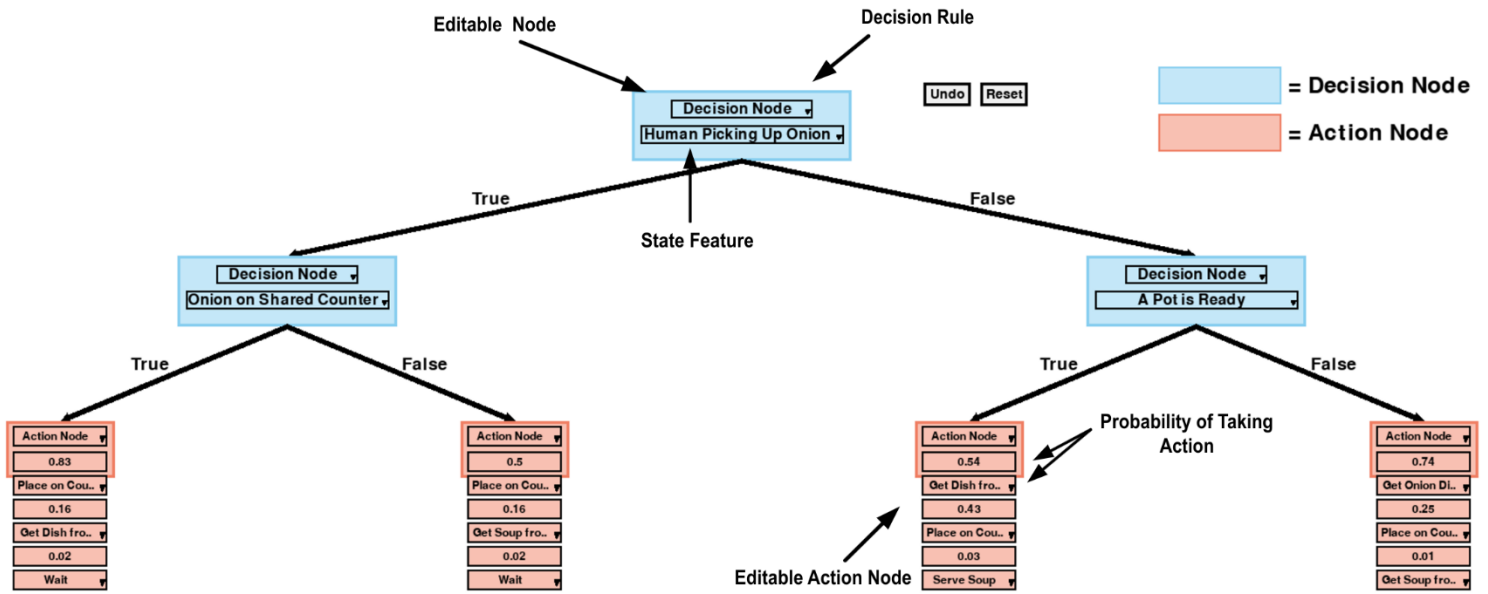 Editable Node
Decision Rule
Undo
Reset
= Decision Node
= Action Node
Decision Node
Human Picking Up Onion
True
False
State Feature
Decision Node
Onion on Shared Counter
Decision Node
A Pot is Ready
True
False
True
False
Action Node
0.83
Place on Cou..
0.16
Get Dish fro..
0.02
Wait
Action Node
0.5
Place on Cou..
0.16
Get Soup fro..
0.02
Wait
Action Node
0.54
Get Dish fro..
0.43
Place on Cou..
0.03
Serve Soup
Probability of Taking
Action
Editable Action Node
Action Node
0.74
Get Onion Di..
0.25
Place on Cou..
0.01
Get Soup fro..